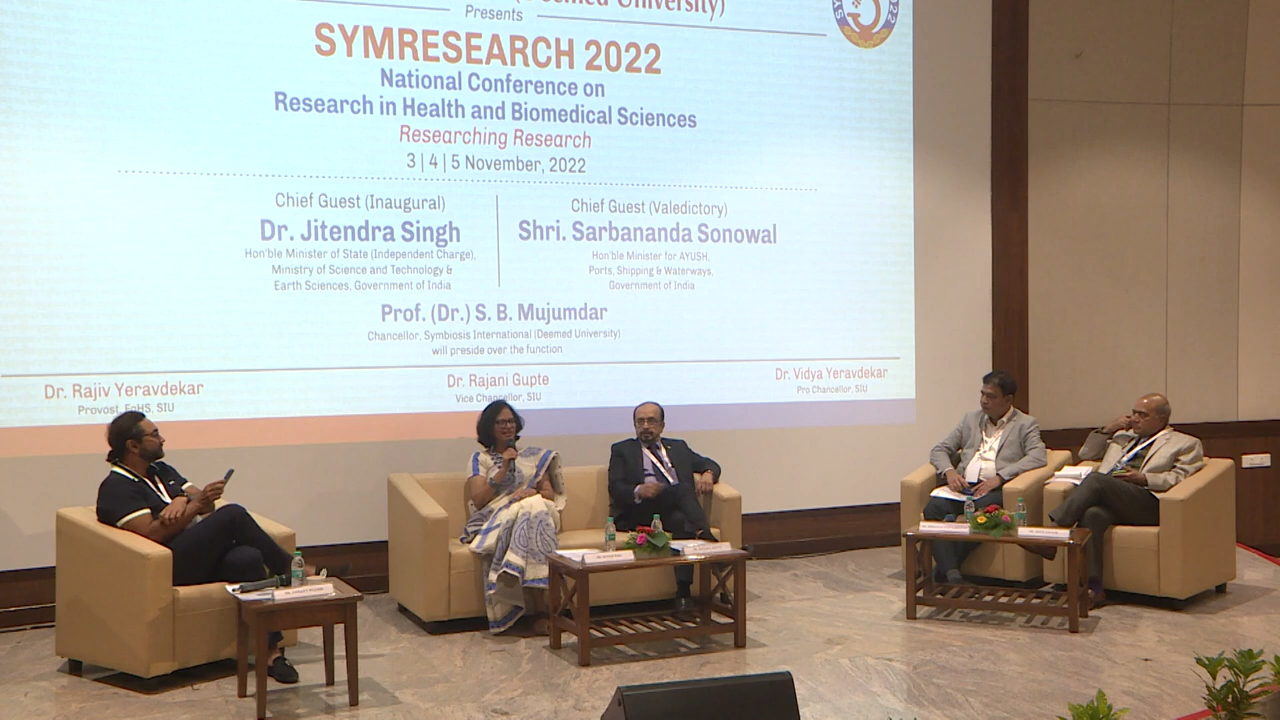 (Deemed University)
Presents
SYMRESEARCH 2022
National Conference on
Research in Health and Biomedical Sciences
Researching Research
3 | 4 | 5 November, 2022
Chief Guest (Inaugural)
Dr. Jitendra Singh
Hon'ble Minister of State (Independent Charge),
Ministry of Science and Technology &
Earth Sciences, Government of India
Chief Guest (Valedictory)
Shri. Sarbananda Sonowal
Hon'ble Minister for AYUSH,
Ports, Shipping & Waterways,
Government of India
Prof. (Dr.) S. B. Mujumdar
Chancellor, Symbiosis International (Deemed University)
will preside over the function
Dr. Rajiv Yeravdekar
Provost, FoHS, SIU
Dr. Rajani Gupte
Vice Chancellor, SIU
Dr. Vidya Yeravdekar
Pro Chancellor, SIU